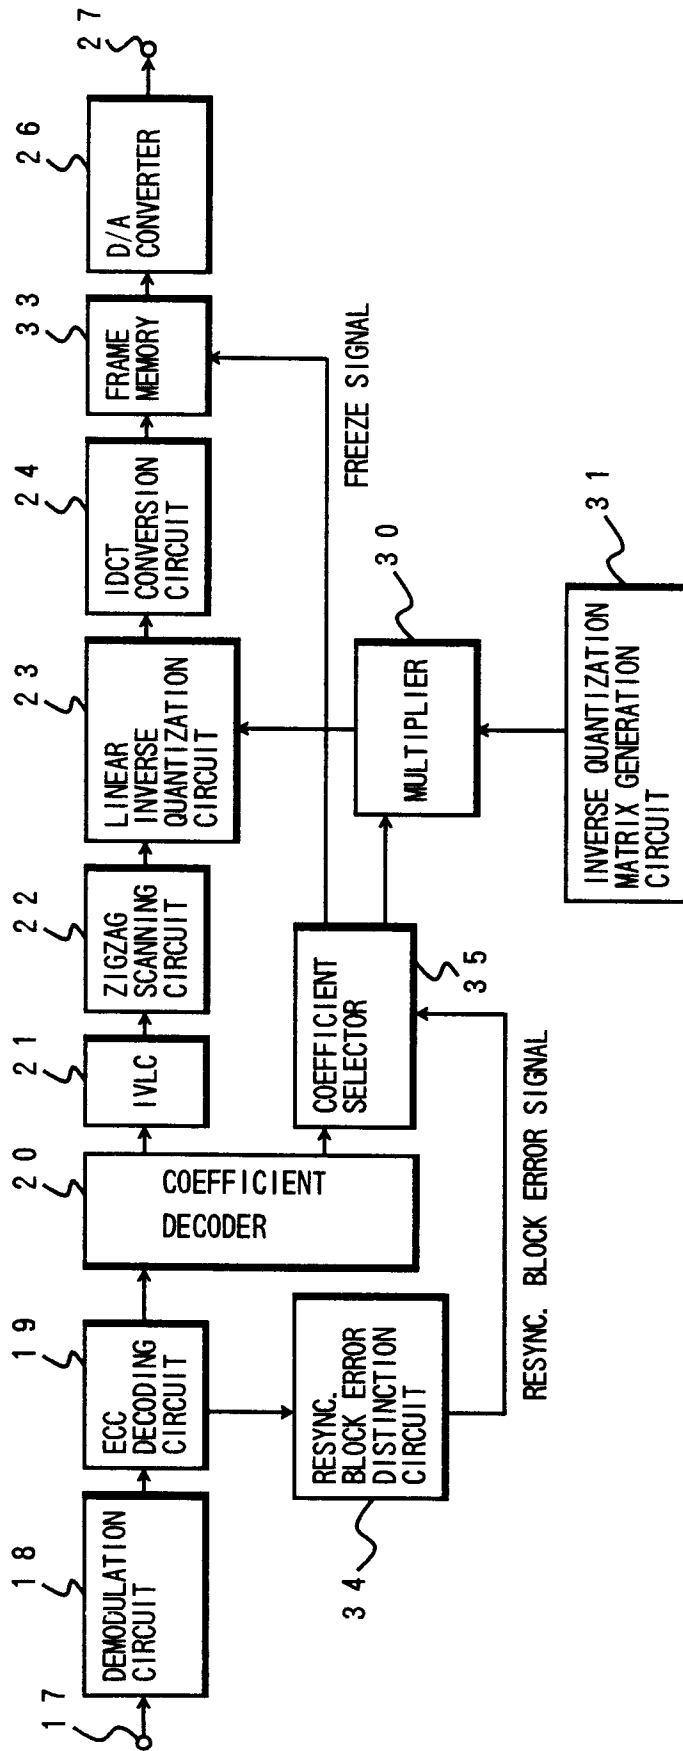 17
18
DEMODULATION
CIRCUIT
19
ECC
DECODING
CIRCUIT
20
COEFFICIENT
DECODER
21
IVLC
22
ZIGZAG
SCANNING
CIRCUIT
23
LINEAR
INVERSE
QUANTIZATION
CIRCUIT
24
IDCT
CONVERSION
CIRCUIT
33
FRAME
MEMORY
26
D/A
CONVERTER
27
RESYNC.
BLOCK ERROR
DISTINCTION
CIRCUIT
34
COEFFICIENT
SELECTOR
35
MULTIPLIER
30
FREEZE SIGNAL
RESYNC. BLOCK ERROR SIGNAL
INVERSE QUANTIZATION
MATRIX GENERATION
CIRCUIT
31